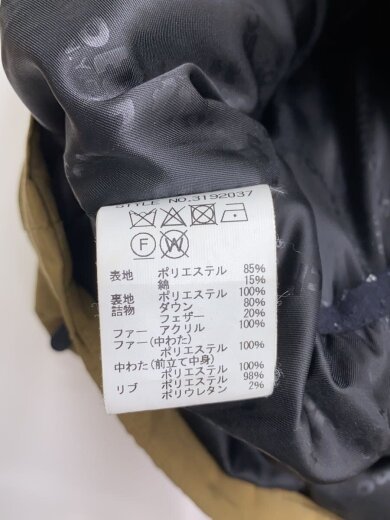 STYLE NO.3192037
F W
表地 ポリエステル 85%
綿 15%
裏地 ポリエステル 100%
詰物 ダウン 80%
フェザー 20%
ファー アクリル 100%
ファー(中わた)
ポリエステル 100%
中わた(前立て中身)
ポリエステル 100%
リブ ポリエステル 98%
ポリウレタン 2%